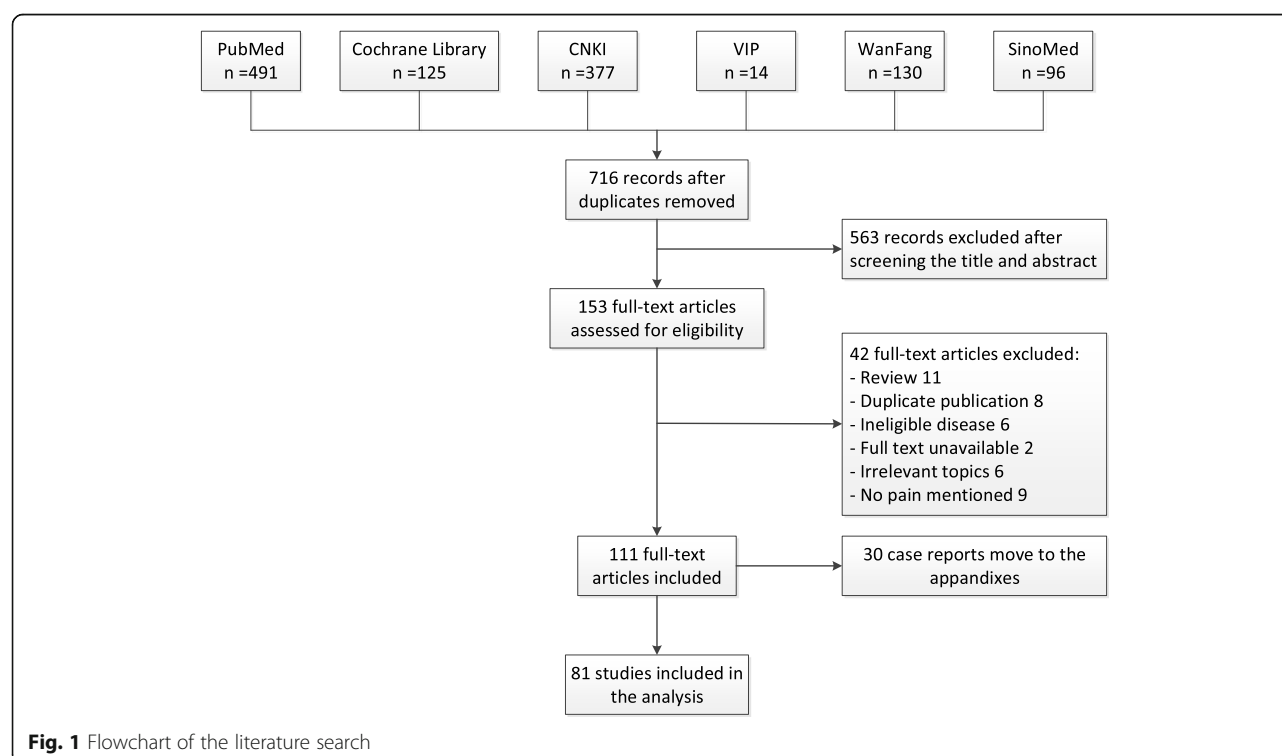 PubMed
n =491
Cochrane Library
n =125
CNKI
n =377
VIP
n =14
WanFang
n =130
SinoMed
n =96
716 records after
duplicates removed
563 records excluded after
screening the title and abstract
153 full-text articles
assessed for eligibility
42 full-text articles excluded:
- Review 11
- Duplicate publication 8
- Ineligible disease 6
- Full text unavailable 2
- Irrelevant topics 6
- No pain mentioned 9
111 full-text
articles included
30 case reports move to the
appandixes
81 studies included in
the analysis
Fig. 1 Flowchart of the literature search